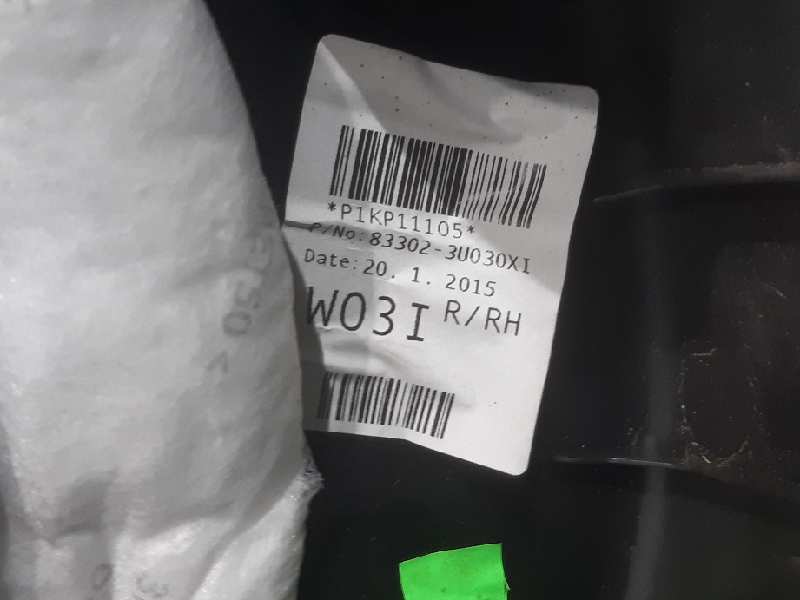 *P1KP11105*
P/No: 83302-3U030XI
Date: 20. 1. 2015
W03I R/RH